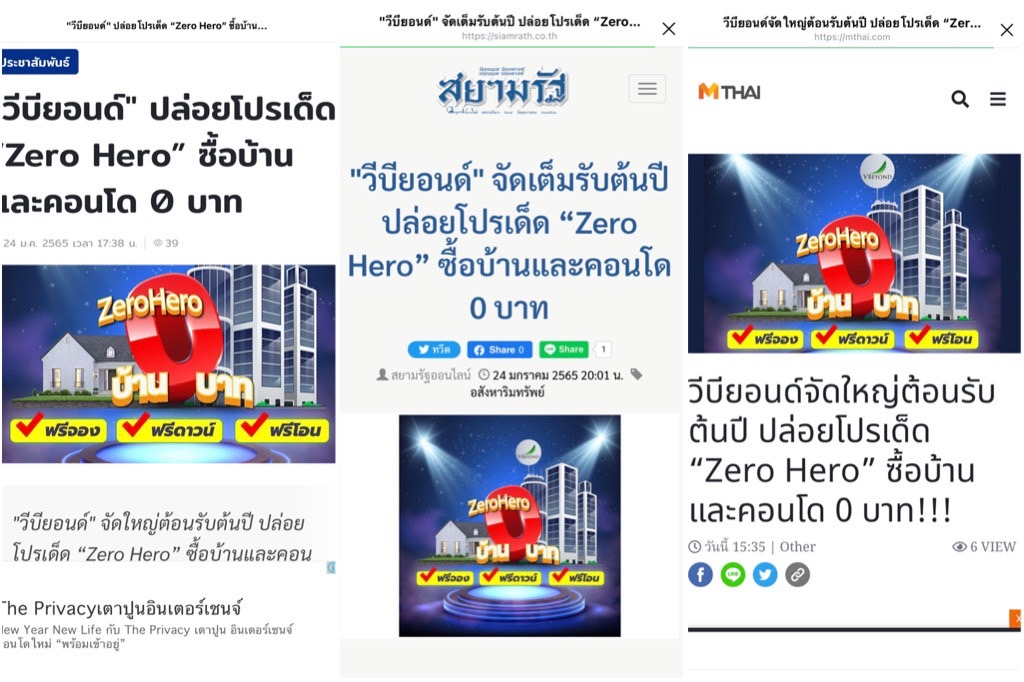 "วีบียอนด์" ปล่อยโปรเด็ด “Zero Hero” ซื้อบ้าน...
ประชาสัมพันธ์
วีบียอนด์" ปล่อยโปรเด็ด
“Zero Hero” ซื้อบ้าน
และคอนโด 0 บาท
24 ม.ค. 2565 เวลา 17:38 น. 39
ZeroHero
0
บ้าน บาท
ฟรีจอง ฟรีดาวน์ ฟรีโอน
"วีบียอนด์" จัดใหญ่ต้อนรับต้นปี ปล่อย
โปรเด็ด “Zero Hero” ซื้อบ้านและคอน
The Privacyเตาปูนอินเตอร์เชนจ์
New Year New Life กับ The Privacy เตาปูน อินเตอร์เชนจ์
คอนโดใหม่ “พร้อมเข้าอยู่”
"วีบียอนด์" จัดเต็มรับต้นปี ปล่อยโปรเด็ด “Zero...
https://siamrath.co.th
สยามรัฐ
"วีบียอนด์" จัดเต็มรับต้นปี
ปล่อยโปรเด็ด “Zero
Hero” ซื้อบ้านและคอนโด
0 บาท
ทวีต Share 0 Share 1
สยามรัฐออนไลน์ 24 มกราคม 2565 20:01 น.
อสังหาริมทรัพย์
VBEYOND
ZeroHero
0
บ้าน บาท
ฟรีจอง ฟรีดาวน์ ฟรีโอน
วีบียอนด์จัดใหญ่ต้อนรับต้นปี ปล่อยโปรเด็ด “Zer...
https://mthai.com
MTHAI
VBEYOND
ZeroHero
0
บ้าน บาท
ฟรีจอง ฟรีดาวน์ ฟรีโอน
วีบียอนด์จัดใหญ่ต้อนรับ
ต้นปี ปล่อยโปรเด็ด
“Zero Hero” ซื้อบ้าน
และคอนโด 0 บาท!!!
วันนี้ 15:35 | Other 6 VIEW
LINE